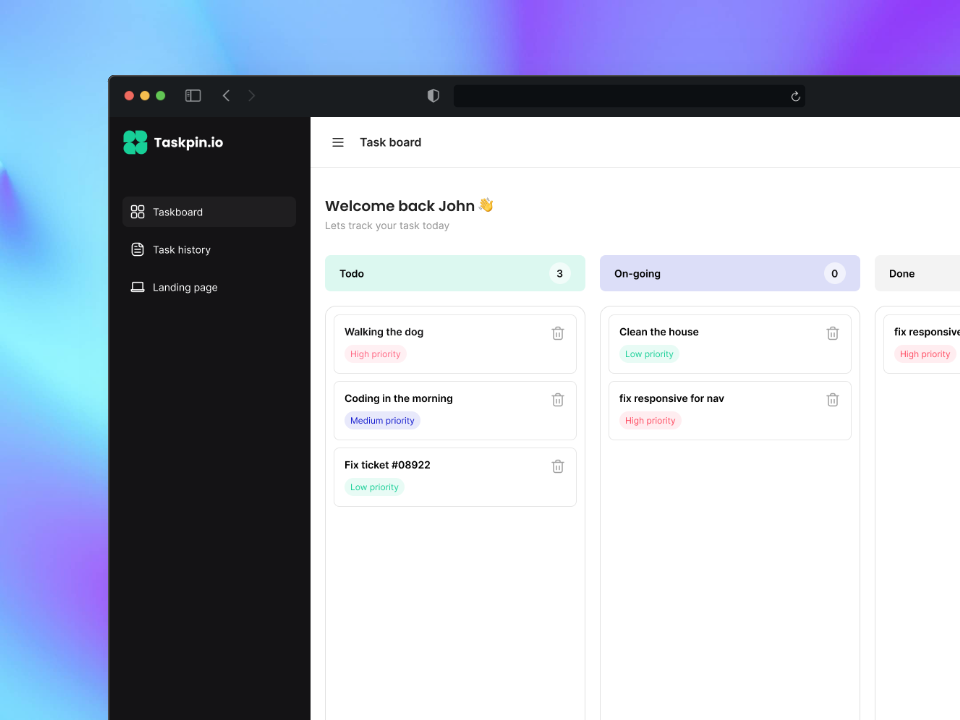 Taskpin.io
Taskboard
Task history
Landing page
Task board
Welcome back John 👋
Lets track your task today
Todo 3
Walking the dog
High priority
Coding in the morning
Medium priority
Fix ticket #08922
Low priority
On-going 0
Clean the house
Low priority
fix responsive for nav
High priority
Done
fix responsive
High priority